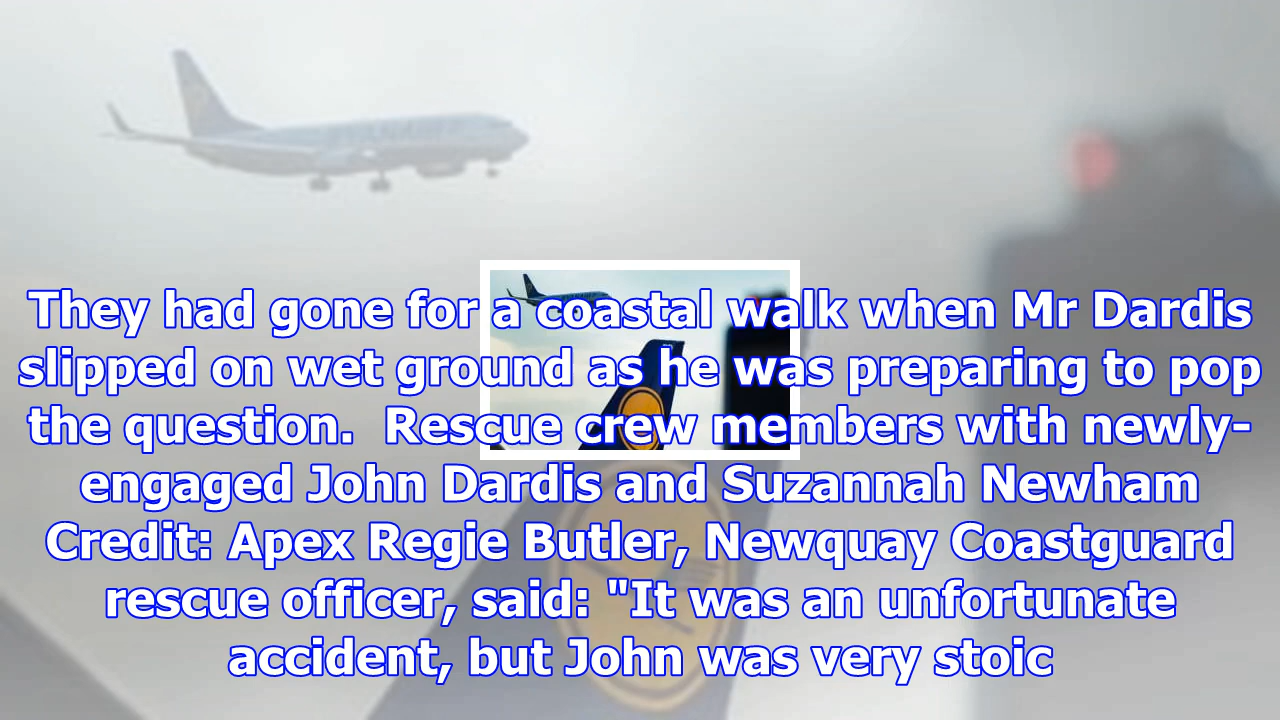 They had gone for a coastal walk when Mr Dardis
slipped on wet ground as he was preparing to pop
the question.  Rescue crew members with newly-
engaged John Dardis and Suzannah Newham
Credit: Apex Regie Butler, Newquay Coastguard
rescue officer, said: "It was an unfortunate
accident, but John was very stoic